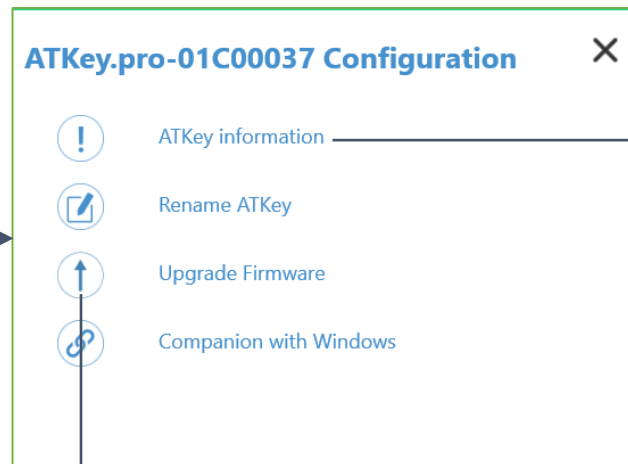 ATKey.pro-01C00037 Configuration
ATKey information
Rename ATKey
Upgrade Firmware
Companion with Windows